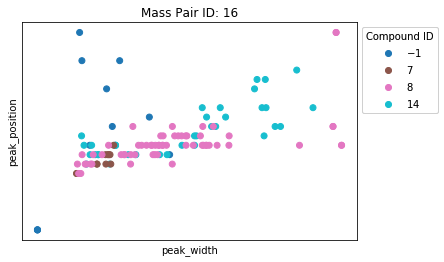 Mass Pair ID: 16
peak_position
peak_width
Compound ID
−1
7
8
14